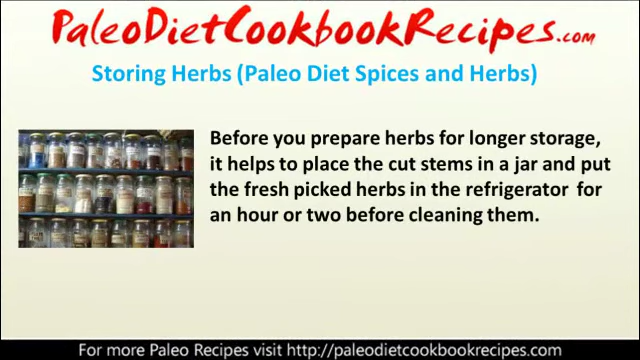 PaleoDietCookbookRecipes.com
Storing Herbs (Paleo Diet Spices and Herbs)
Before you prepare herbs for longer storage,
it helps to place the cut stems in a jar and put
the fresh picked herbs in the refrigerator for
an hour or two before cleaning them.
For more Paleo Recipes visit http://paleodietcookbookrecipes.com